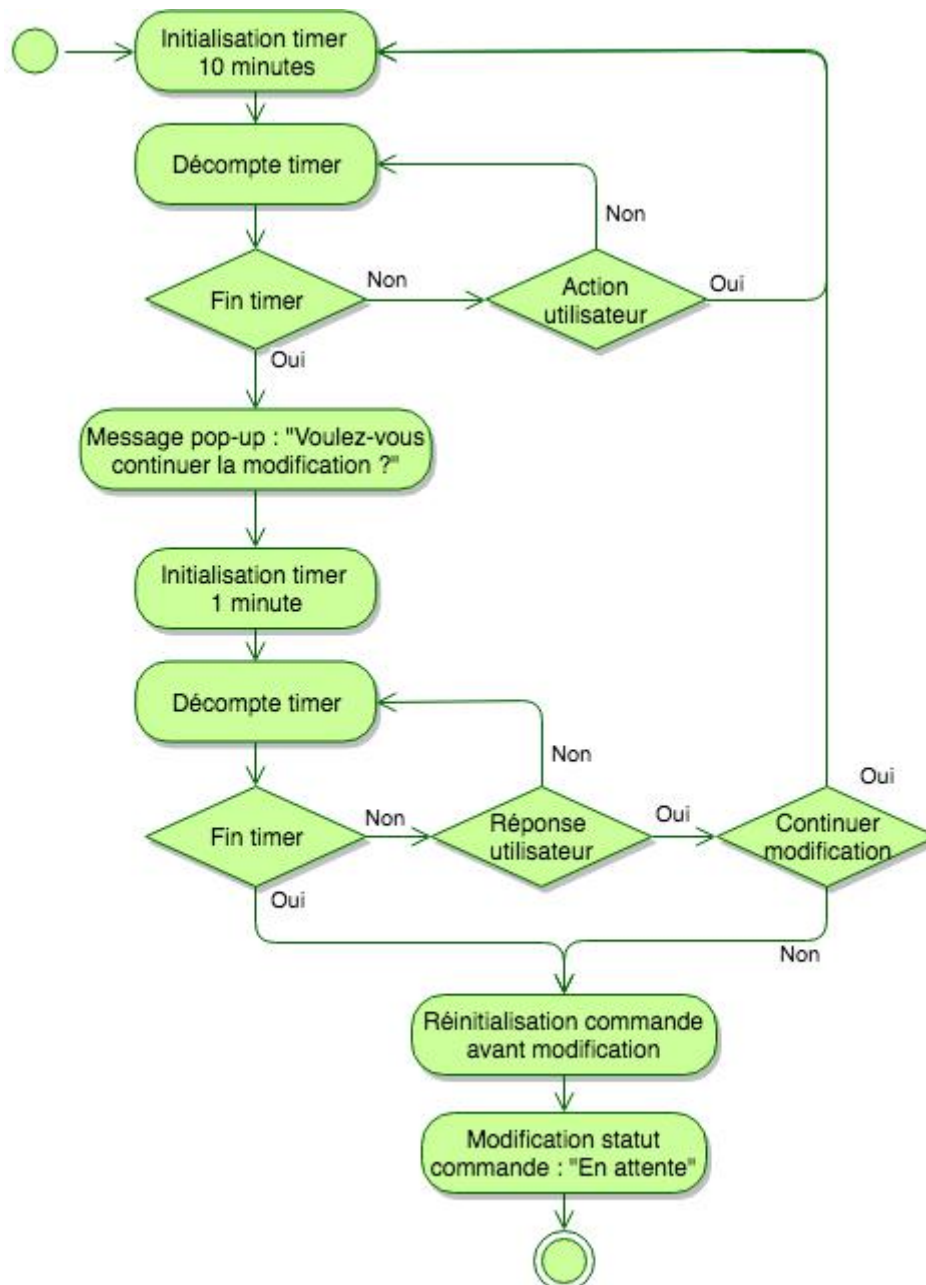 Initialisation timer
10 minutes
Décompte timer
Non
Fin timer
Non
Action
utilisateur
Oui
Oui
Message pop-up : "Voulez-vous
continuer la modification ?"
Initialisation timer
1 minute
Décompte timer
Non
Oui
Fin timer
Non
Réponse
utilisateur
Oui
Continuer
modification
Oui
Non
Réinitialisation commande
avant modification
Modification statut
commande : "En attente"